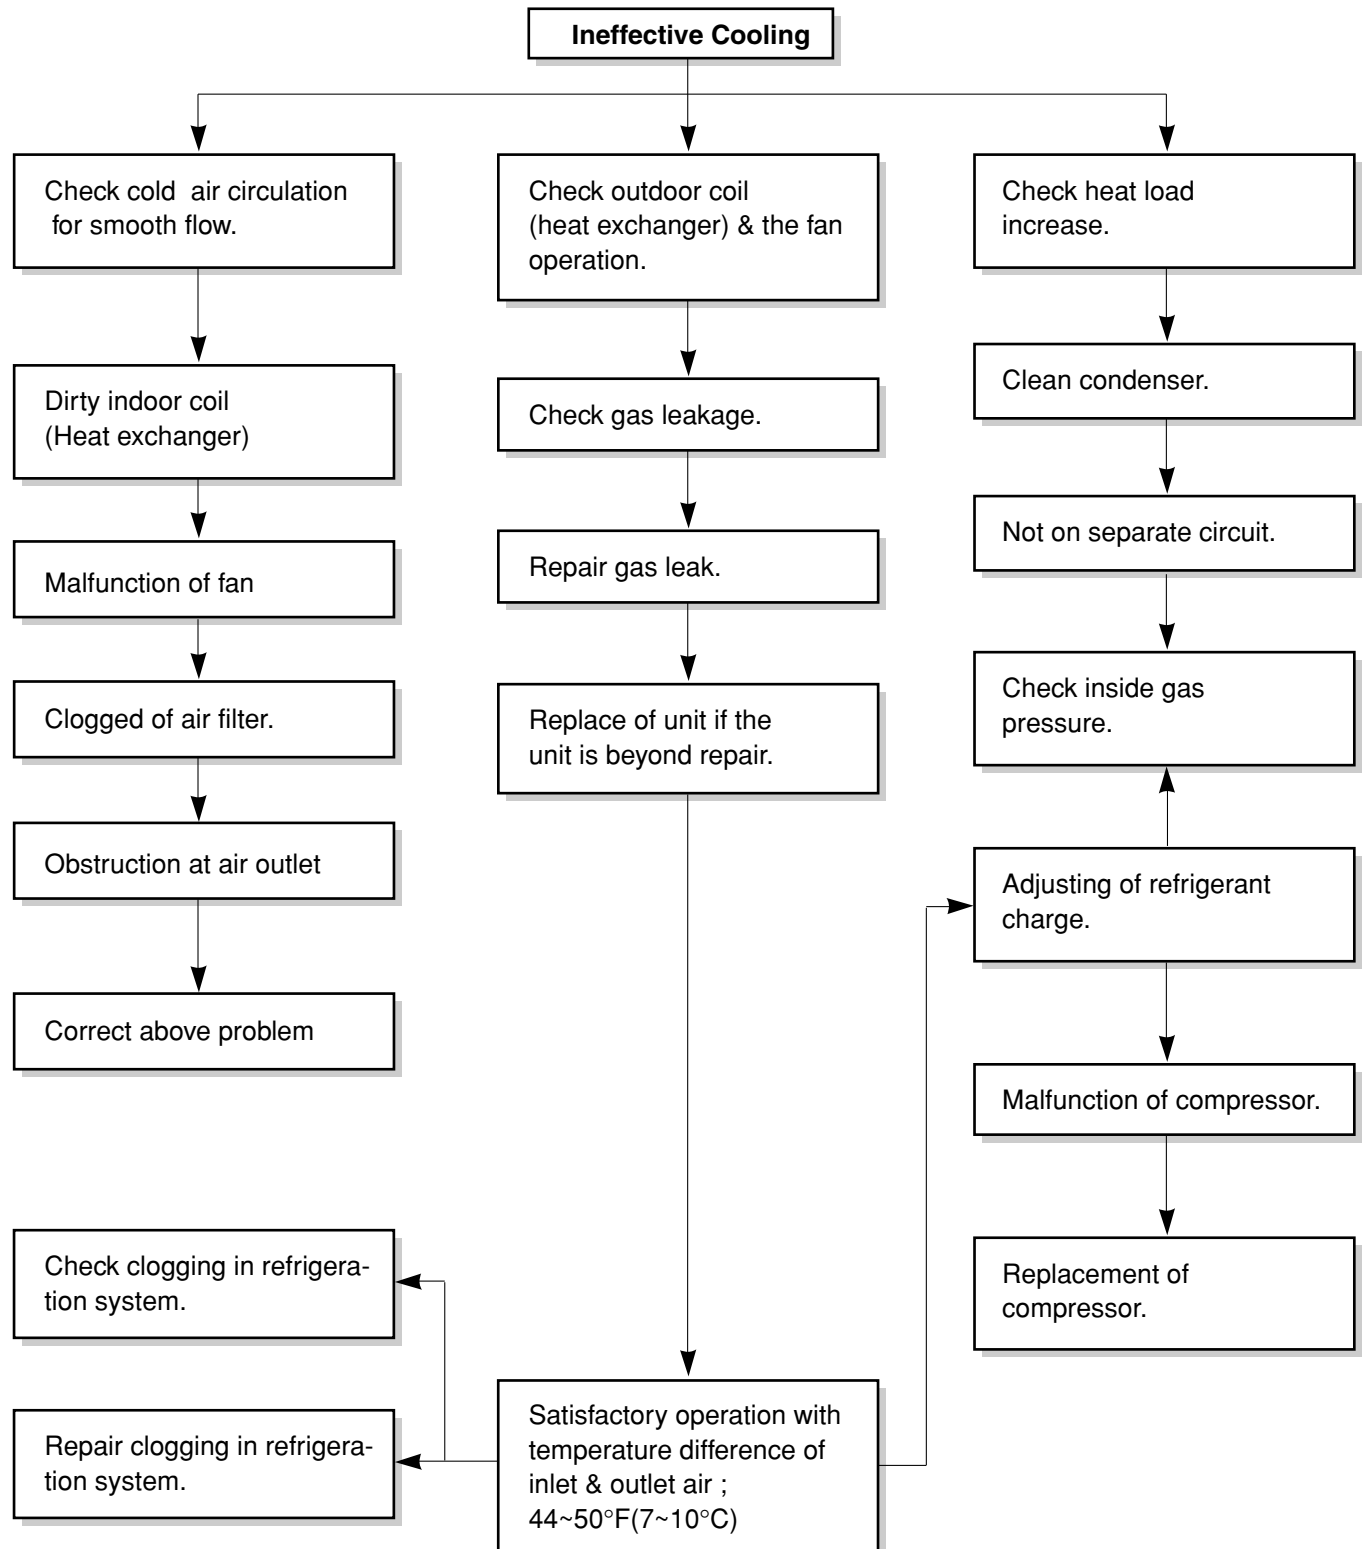 Ineffective Cooling
Check cold air circulation
for smooth flow.
Dirty indoor coil
(Heat exchanger)
Malfunction of fan
Clogged of air filter.
Obstruction at air outlet
Correct above problem
Check clogging in refrigera-
tion system.
Repair clogging in refrigera-
tion system.
Check outdoor coil
(heat exchanger) & the fan
operation.
Check gas leakage.
Repair gas leak.
Replace of unit if the
unit is beyond repair.
Satisfactory operation with
temperature difference of
inlet & outlet air ;
44~50°F(7~10°C)
Check heat load
increase.
Clean condenser.
Not on separate circuit.
Check inside gas
pressure.
Adjusting of refrigerant
charge.
Malfunction of compressor.
Replacement of
compressor.